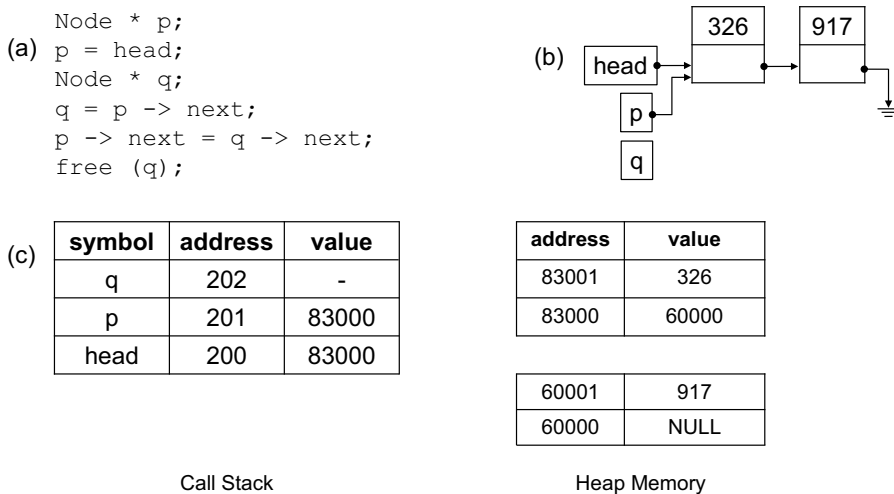 (a)
Node * p;
p = head;
Node * q;
q = p -> next;
p -> next = q -> next;
free (q);
(b)
326 917
head
p
q
(c)
symbol address value
q 202 -
p 201 83000
head 200 83000
Call Stack
address value
83001 326
83000 60000
60001 917
60000 NULL
Heap Memory